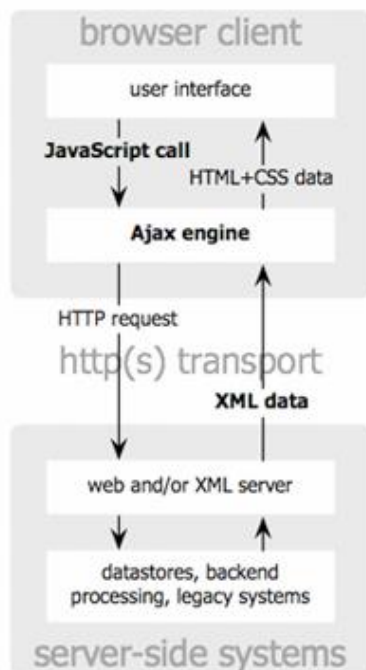 browser client
user interface
JavaScript call
HTML+CSS data
Ajax engine
HTTP request
http(s) transport
XML data
web and/or XML server
datastores, backend
processing, legacy systems
server-side systems